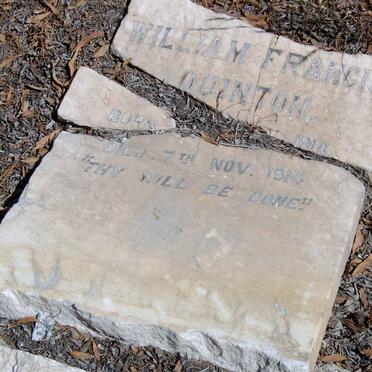 WILLIAM FRANCIS
QUINTON,
BORN 1910.
DIED 7TH NOV. 1914
"THY WILL BE DONE"